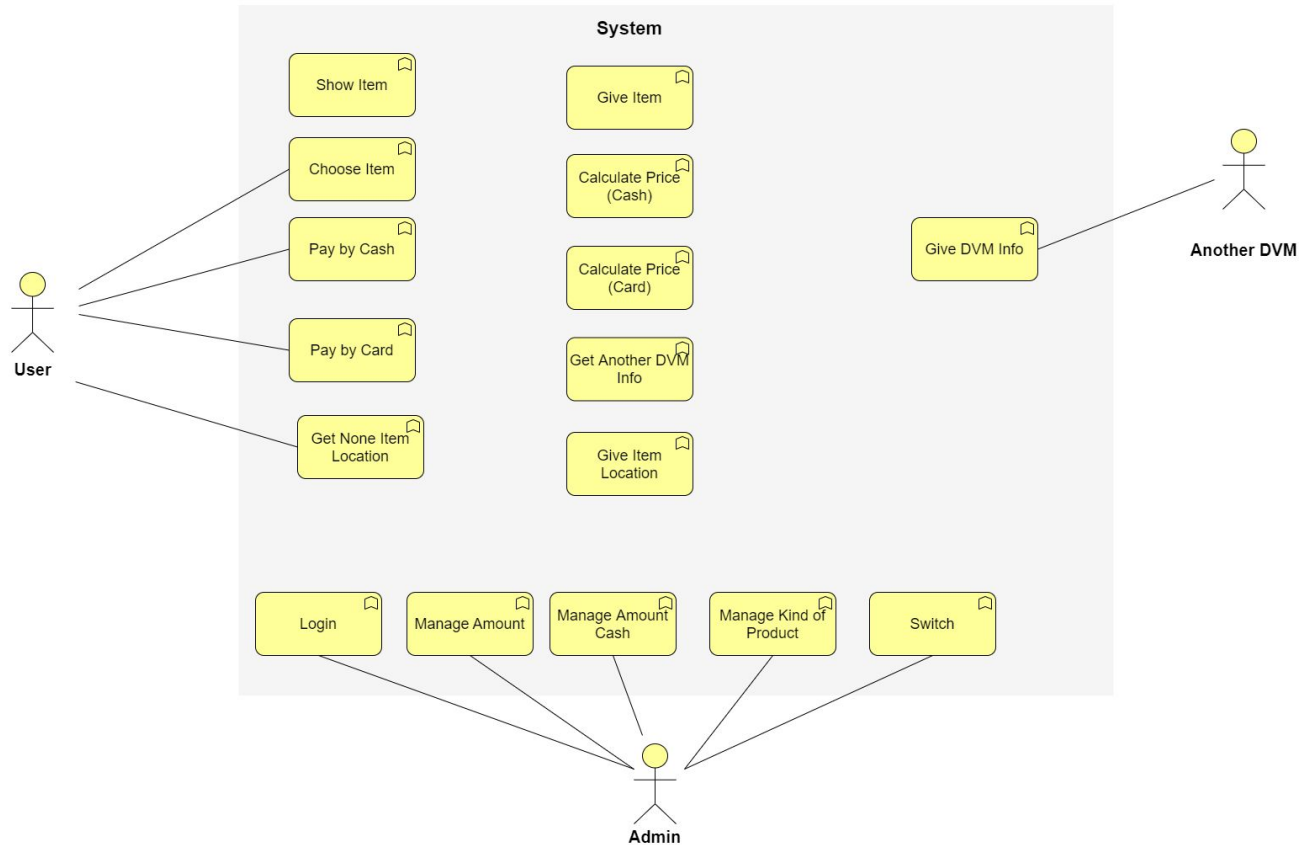 System
Show Item
Give Item
Choose Item
Calculate Price
(Cash)
Pay by Cash
Give DVM Info
Another DVM
Calculate Price
(Card)
User
Pay by Card
Get Another DVM
Info
Get None Item
Location
Give Item
Location
Login
Manage Amount
Manage Amount
Cash
Manage Kind of
Product
Switch
Admin